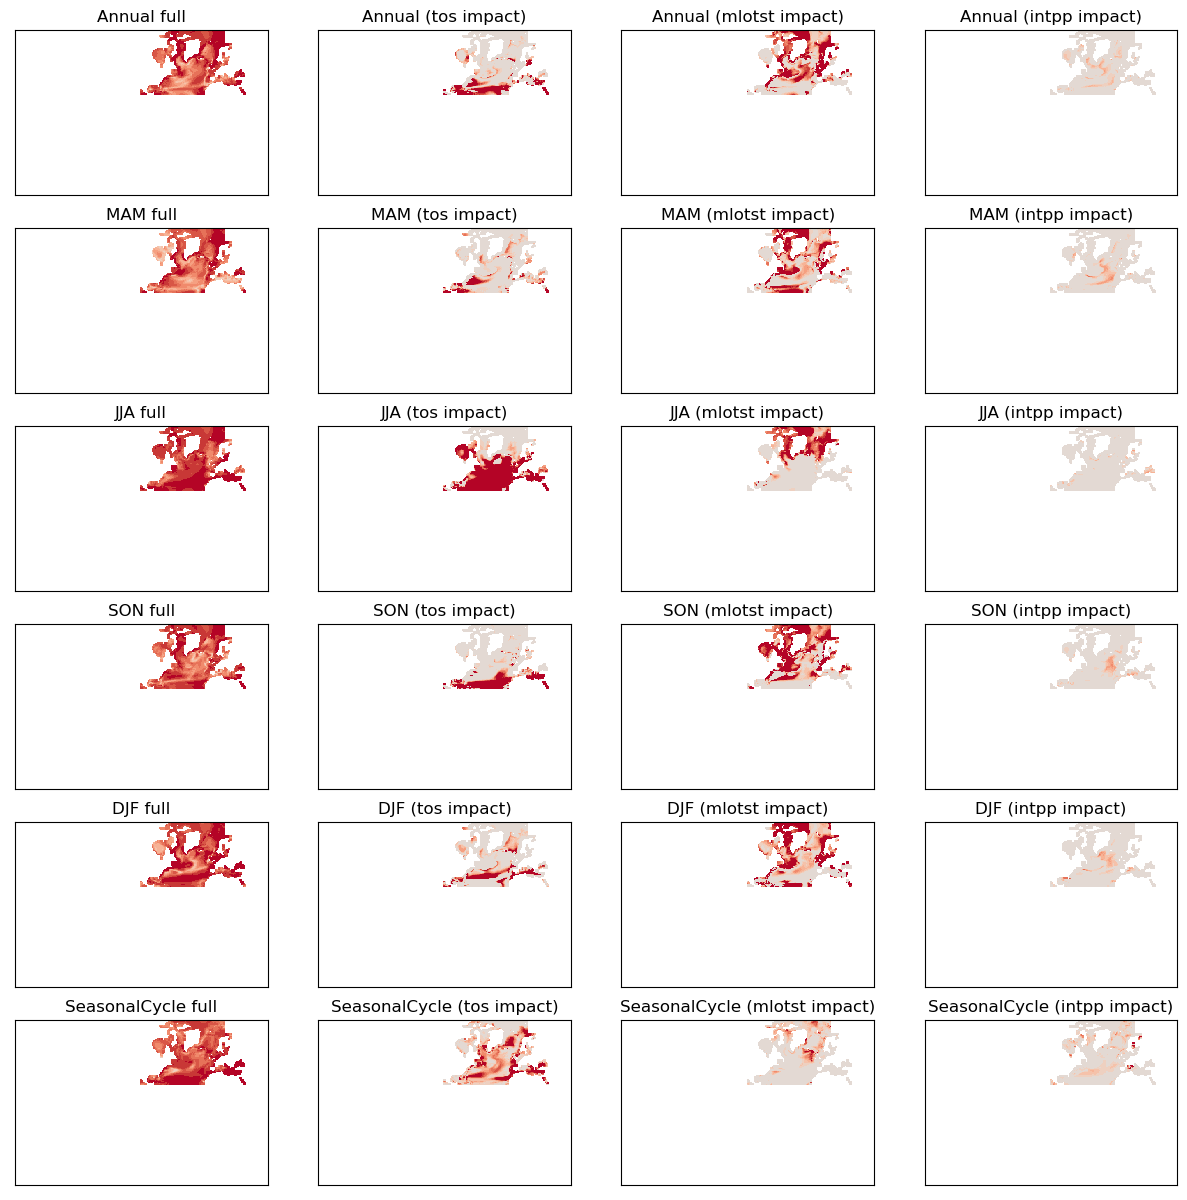 Annual full
Annual (tos impact)
Annual (mlotst impact)
Annual (intpp impact)
MAM full
MAM (tos impact)
MAM (mlotst impact)
MAM (intpp impact)
JJA full
JJA (tos impact)
JJA (mlotst impact)
JJA (intpp impact)
SON full
SON (tos impact)
SON (mlotst impact)
SON (intpp impact)
DJF full
DJF (tos impact)
DJF (mlotst impact)
DJF (intpp impact)
SeasonalCycle full
SeasonalCycle (tos impact)
SeasonalCycle (mlotst impact)
SeasonalCycle (intpp impact)